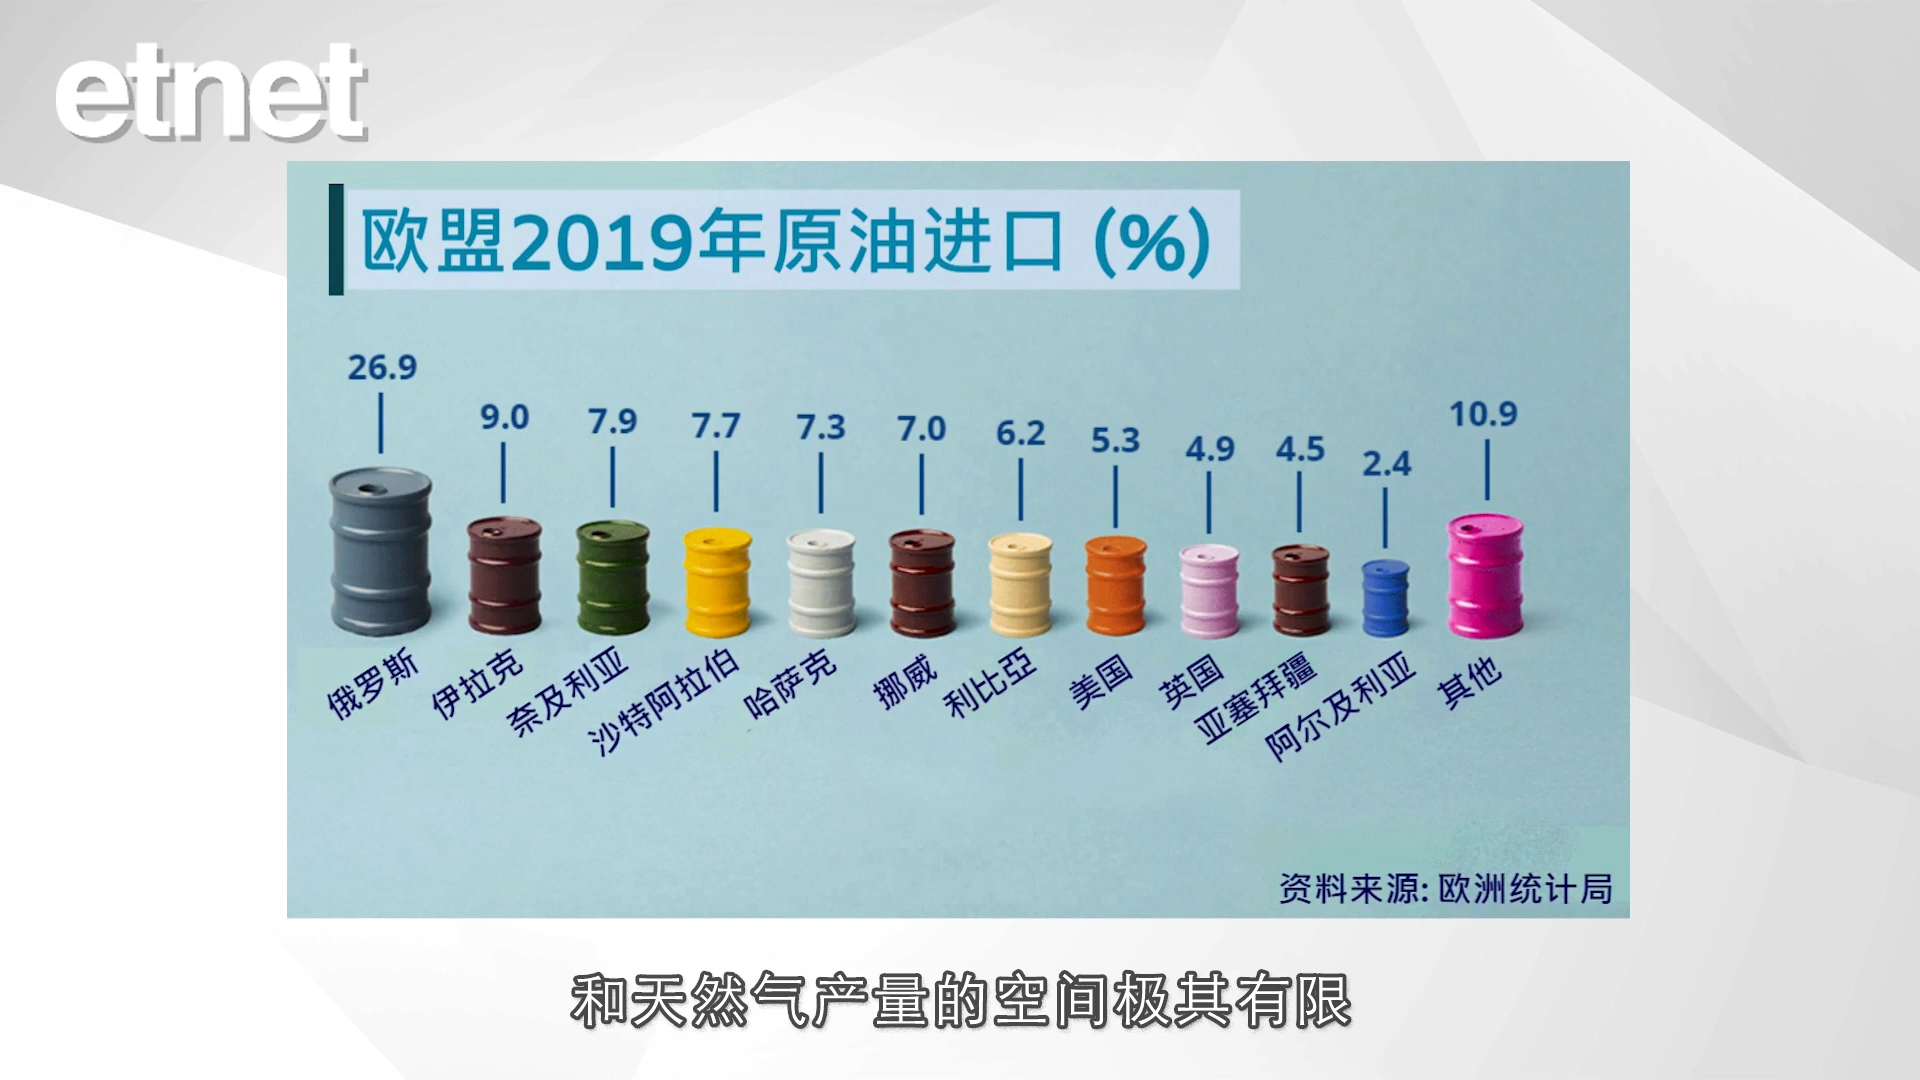 etnet
欧盟2019年原油进口 (%)
26.9
9.0
7.9
7.7
7.3
7.0
6.2
5.3
4.9
4.5
2.4
10.9
俄罗斯
伊拉克
奈及利亚
沙特阿拉伯
哈萨克
挪威
利比亞
美国
英国
亚塞拜疆
阿尔及利亚
其他
资料来源: 欧洲统计局
和天然气产量的空间极其有限